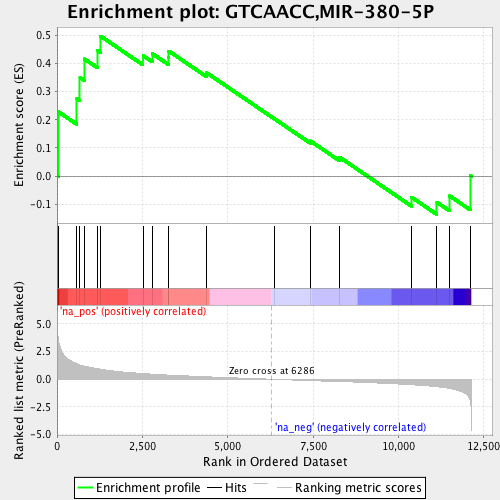 Enrichment plot: GTCAACC,MIR-380-5P
Enrichment score (ES)
0.5
0.4
0.3
0.2
0.1
0.0
-0.1
'na_pos' (positively correlated)
Ranked list metric (PreRanked)
5.0
2.5
0.0
-2.5
-5.0
Zero cross at 6286
'na_neg' (negatively correlated)
0 2,500 5,000 7,500 10,000 12,500
Rank in Ordered Dataset
Enrichment profile Hits Ranking metric scores